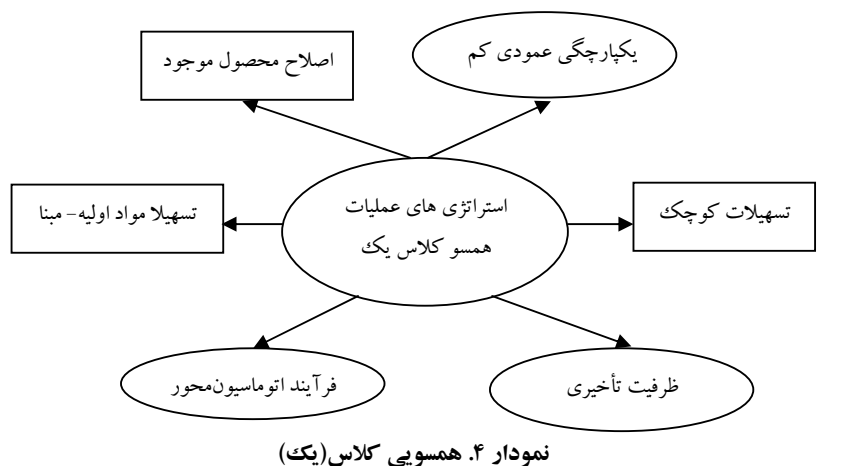 یکپارچگی عمودی کم
اصلاح محصول موجود
استراتژی های عملیات
همسو کلاس یک
تسهیلات کوچک
تسهیلا مواد اولیه- مبنا
ظرفیت تأخیری
فرآیند اتوماسیون‌محور
نمودار ۴. همسویی کلاس(یک)